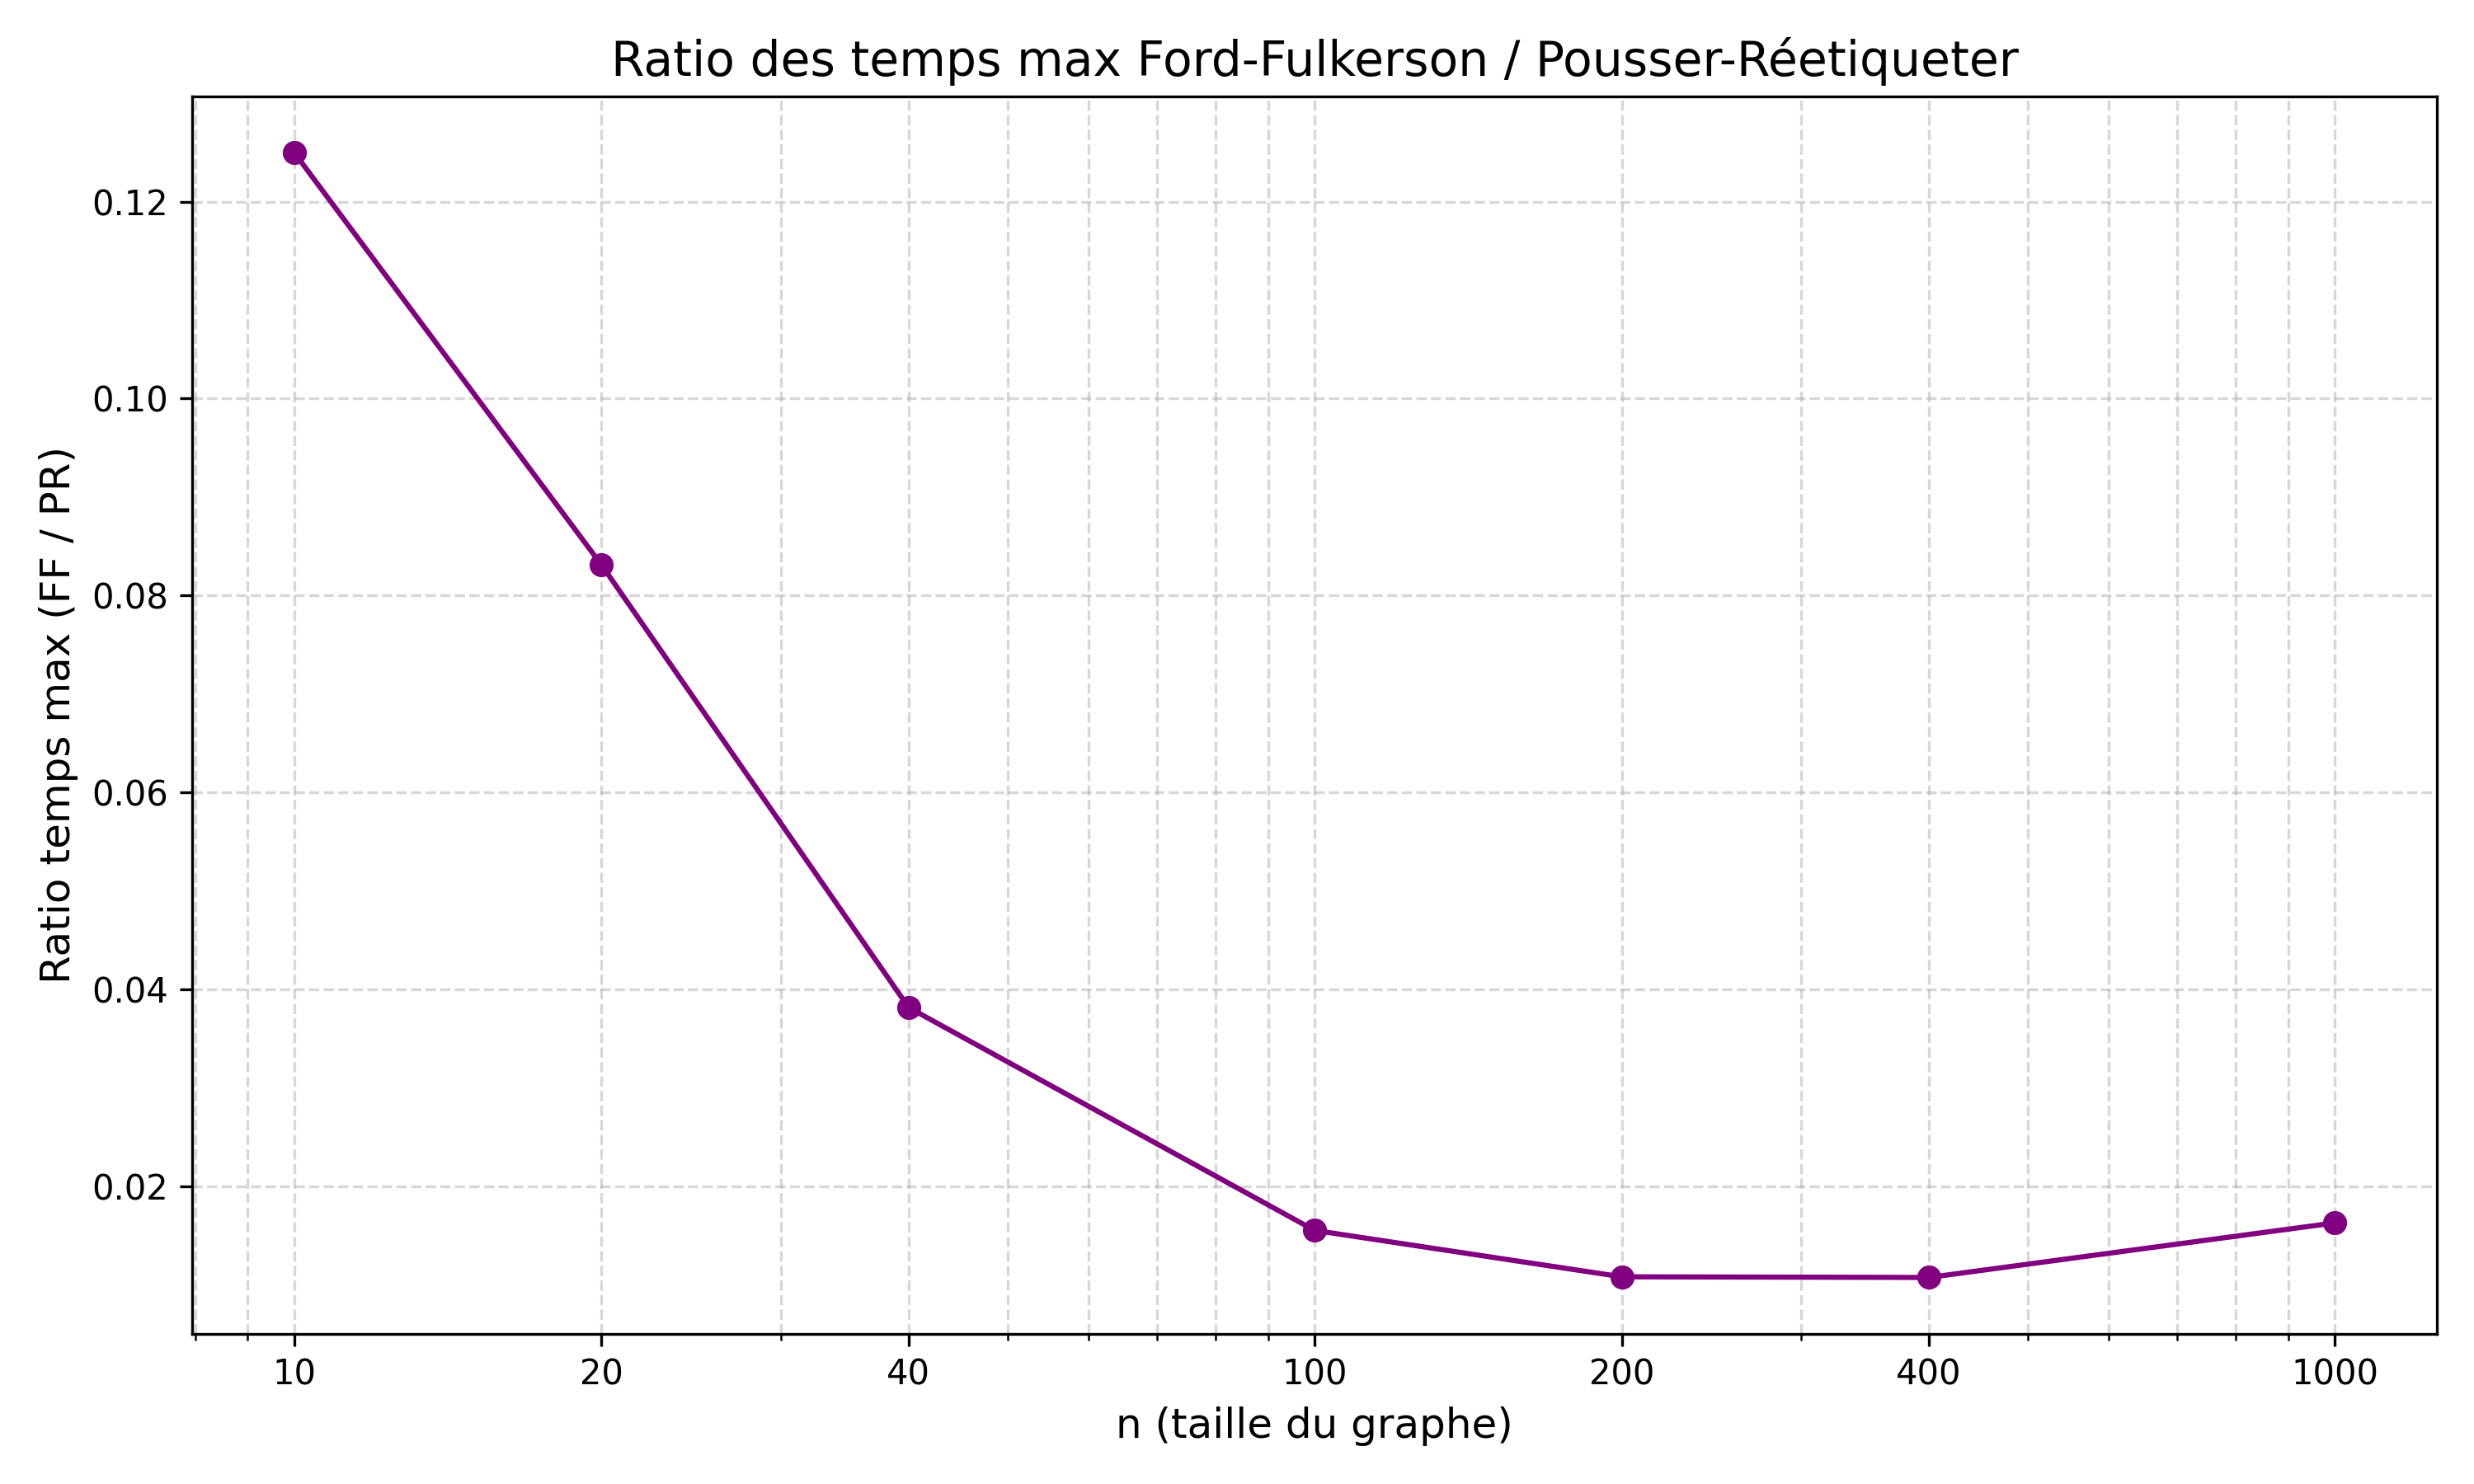 Ratio des temps max Ford-Fulkerson / Pousser-Réetiqueter
Ratio temps max (FF / PR)
0.12
0.10
0.08
0.06
0.04
0.02
10 20 40 100 200 400 1000
n (taille du graphe)